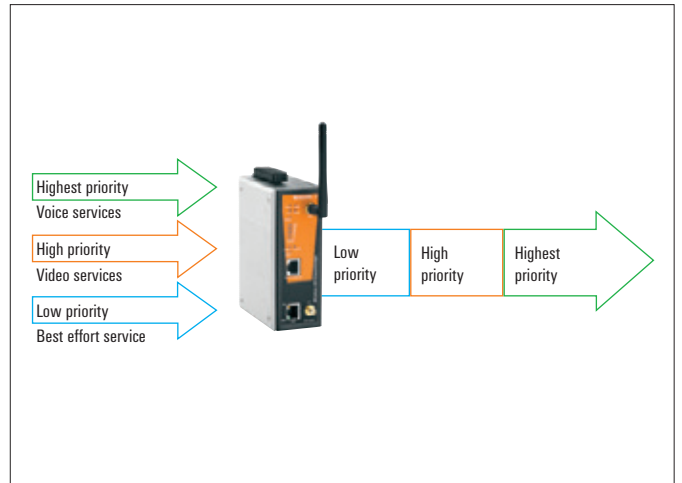 Highest priority
Voice services
High priority
Video services
Low priority
Best effort service
Low
priority
High
priority
Highest
priority